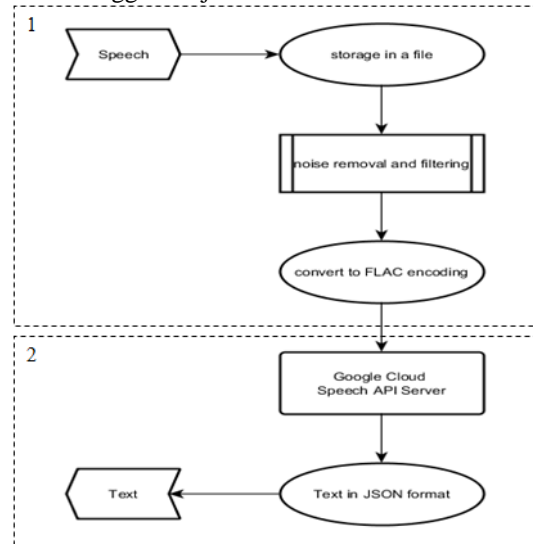 1
Speech
storage in a file
noise removal and filtering
convert to FLAC encoding
2
Google Cloud
Speech API Server
Text
Text in JSON format